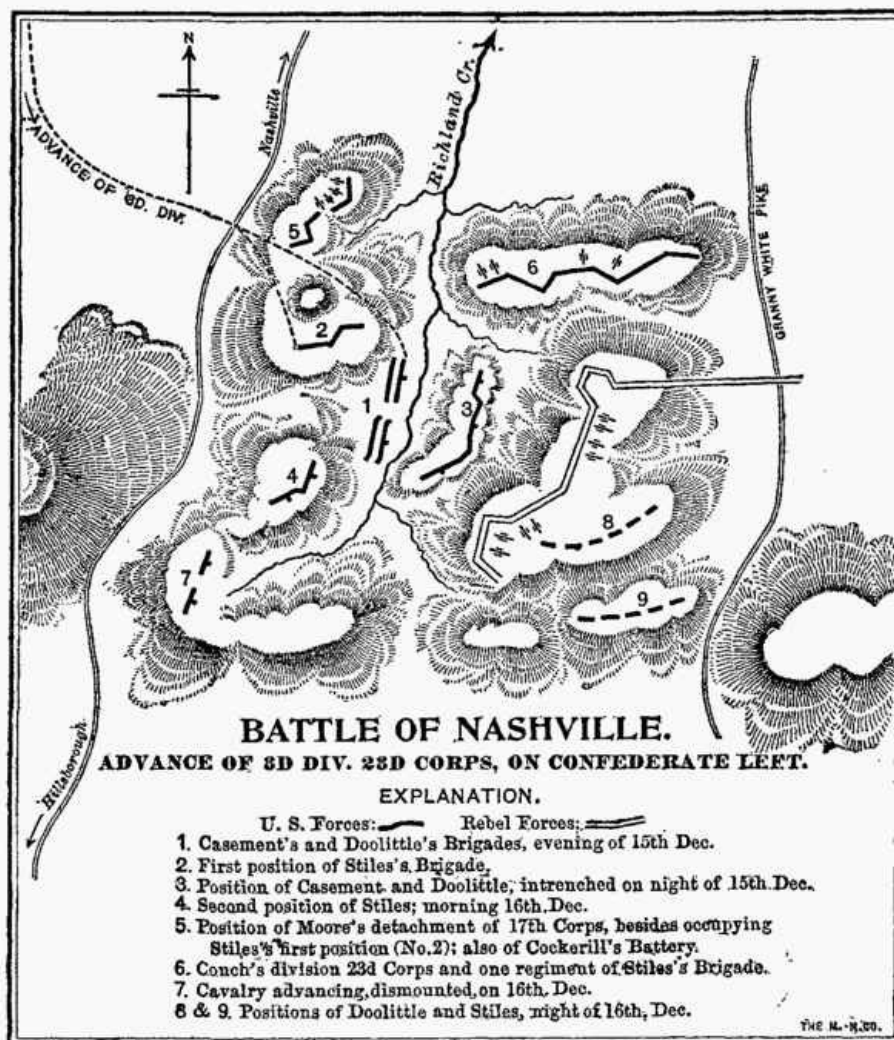 N
Nashville
ADVANCE OF 3D. DIV.
Richland Cr.
GRANNY WHITE PIKE
5
6
2
1
3
4
8
7
9
Hillsborough.
BATTLE OF NASHVILLE.
ADVANCE OF 3D DIV. 23D CORPS, ON CONFEDERATE LEFT.
EXPLANATION.
U. S. Forces: Rebel Forces:
1. Casement's and Doolittle's Brigades, evening of 15th Dec.
2. First position of Stiles's Brigade.
3. Position of Casement and Doolittle, intrenched on night of 15th Dec.
4. Second position of Stiles; morning 16th Dec.
5. Position of Moore's detachment of 17th Corps, besides occupying
Stiles's first position (No. 2); also of Cockerill's Battery.
6. Couch's division 23d Corps and one regiment of Stiles's Brigade.
7. Cavalry advancing, dismounted, on 16th Dec.
8 & 9. Positions of Doolittle and Stiles, night of 16th, Dec.
THE M.-N. CO.